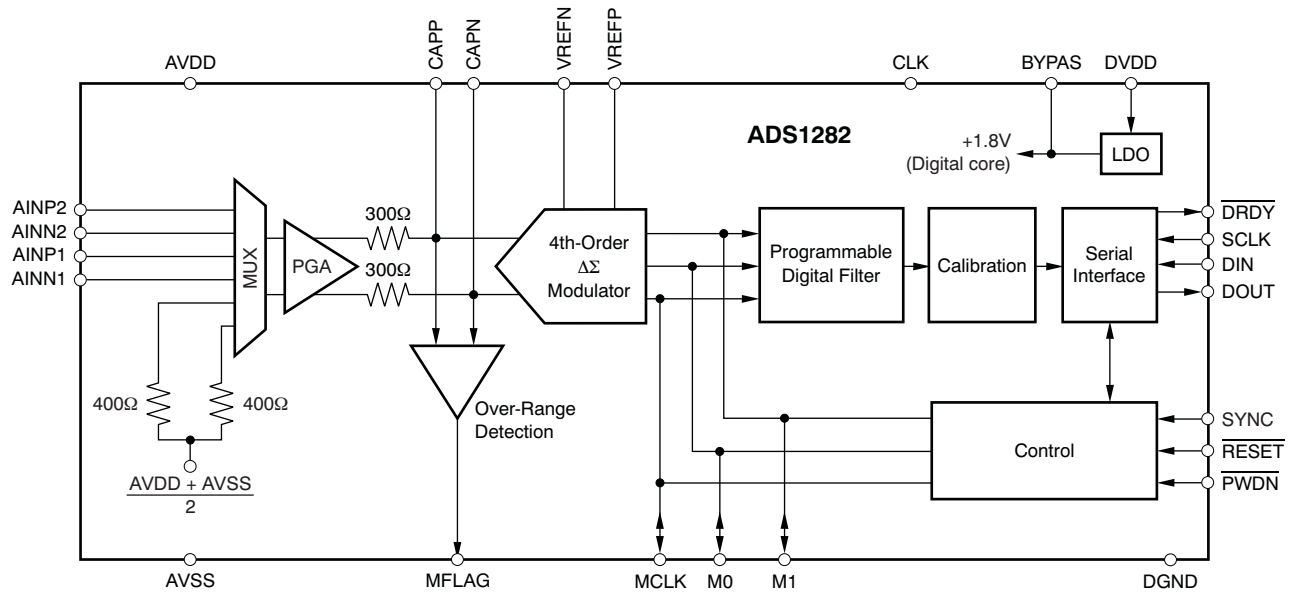 AVDD
CAPP
CAPN
VREFN
VREFP
CLK
BYPAS
DVDD
ADS1282
+1.8V
(Digital core)
LDO
AINP2
AINN2
AINP1
AINN1
MUX
PGA
300Ω
300Ω
4th-Order
ΔΣ
Modulator
Programmable
Digital Filter
Calibration
Serial
Interface
DRDY
SCLK
DIN
DOUT
400Ω
400Ω
AVDD + AVSS
2
Over-Range
Detection
Control
SYNC
RESET
PWDN
AVSS
MFLAG
MCLK
M0
M1
DGND